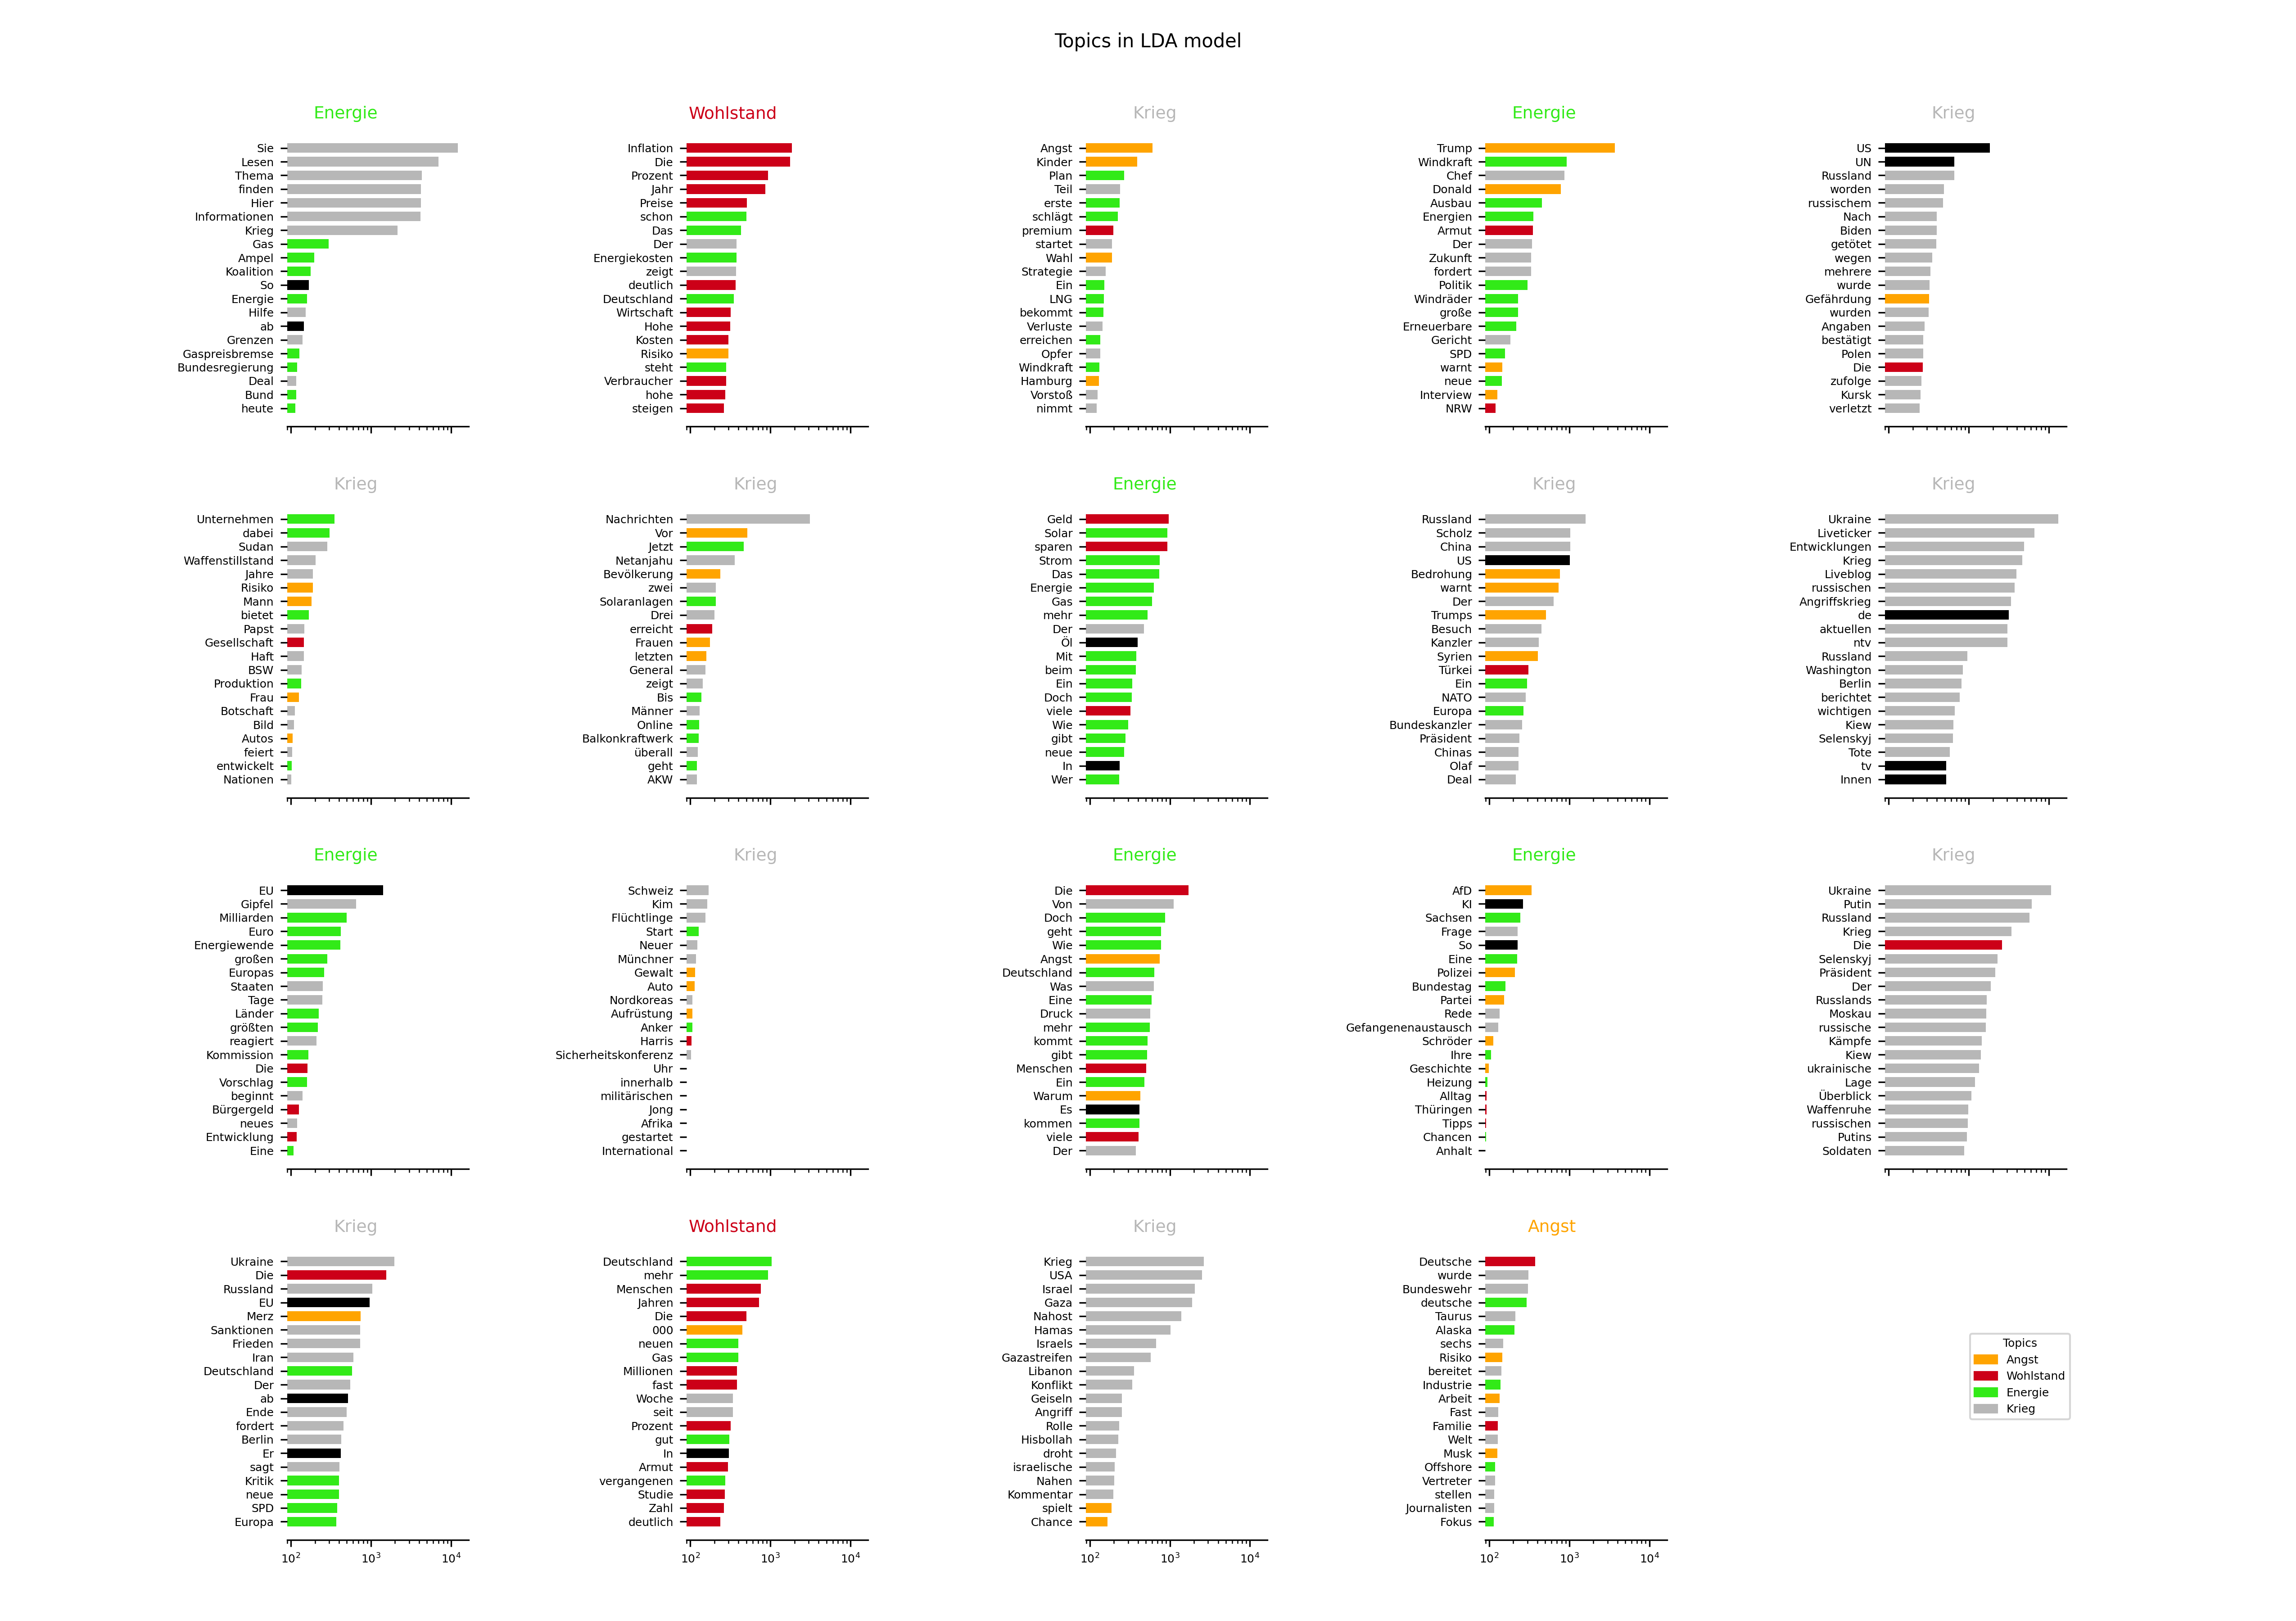 Topics in LDA model
Energie
Sie
Lesen
Thema
finden
Hier
Informationen
Krieg
Gas
Ampel
Koalition
So
Energie
Hilfe
ab
Grenzen
Gaspreisbremse
Bundesregierung
Deal
Bund
heute
Wohlstand
Inflation
Die
Prozent
Jahr
Preise
schon
Das
Der
Energiekosten
zeigt
deutlich
Deutschland
Wirtschaft
Hohe
Kosten
Risiko
steht
Verbraucher
hohe
steigen
Krieg
Angst
Kinder
Plan
Teil
erste
schlägt
premium
startet
Wahl
Strategie
Ein
LNG
bekommt
Verluste
erreichen
Opfer
Windkraft
Hamburg
Vorstoß
nimmt
Energie
Trump
Windkraft
Chef
Donald
Ausbau
Energien
Armut
Der
Zukunft
fordert
Politik
Windräder
große
Erneuerbare
Gericht
SPD
warnt
neue
Interview
NRW
Krieg
US
UN
Russland
worden
russischem
Nach
Biden
getötet
wegen
mehrere
wurde
Gefährdung
wurden
Angaben
bestätigt
Polen
Die
zufolge
Kursk
verletzt
Krieg
Unternehmen
dabei
Sudan
Waffenstillstand
Jahre
Risiko
Mann
bietet
Papst
Gesellschaft
Haft
BSW
Produktion
Frau
Botschaft
Bild
Autos
feiert
entwickelt
Nationen
Krieg
Nachrichten
Vor
Jetzt
Netanjahu
Bevölkerung
zwei
Solaranlagen
Drei
erreicht
Frauen
letzten
General
zeigt
Bis
Männer
Online
Balkonkraftwerk
überall
geht
AKW
Energie
Geld
Solar
sparen
Strom
Das
Energie
Gas
mehr
Der
Öl
Mit
beim
Ein
Doch
viele
Wie
gibt
neue
In
Wer
Krieg
Russland
Scholz
China
US
Bedrohung
warnt
Der
Trumps
Besuch
Kanzler
Syrien
Türkei
Ein
NATO
Europa
Bundeskanzler
Präsident
Chinas
Olaf
Deal
Krieg
Ukraine
Liveticker
Entwicklungen
Krieg
Liveblog
russischen
Angriffskrieg
de
aktuellen
ntv
Russland
Washington
Berlin
berichtet
wichtigen
Kiew
Selenskyj
Tote
tv
Innen
Energie
EU
Gipfel
Milliarden
Euro
Energiewende
großen
Europas
Staaten
Tage
Länder
größten
reagiert
Kommission
Die
Vorschlag
beginnt
Bürgergeld
neues
Entwicklung
Eine
Krieg
Schweiz
Kim
Flüchtlinge
Start
Neuer
Münchner
Gewalt
Auto
Nordkoreas
Aufrüstung
Anker
Harris
Sicherheitskonferenz
Uhr
innerhalb
militärischen
Jong
Afrika
gestartet
International
Energie
Die
Von
Doch
geht
Wie
Angst
Deutschland
Was
Eine
Druck
mehr
kommt
gibt
Menschen
Ein
Warum
Es
kommen
viele
Der
Energie
AfD
KI
Sachsen
Frage
So
Eine
Polizei
Bundestag
Partei
Rede
Gefangenenaustausch
Schröder
Ihre
Geschichte
Heizung
Alltag
Thüringen
Tipps
Chancen
Anhalt
Krieg
Ukraine
Putin
Russland
Krieg
Die
Selenskyj
Präsident
Der
Russlands
Moskau
russische
Kämpfe
Kiew
ukrainische
Lage
Überblick
Waffenruhe
russischen
Putins
Soldaten
Krieg
Ukraine
Die
Russland
EU
Merz
Sanktionen
Frieden
Iran
Deutschland
Der
ab
Ende
fordert
Berlin
Er
sagt
Kritik
neue
SPD
Europa
10² 10³ 10⁴
Wohlstand
Deutschland
mehr
Menschen
Jahren
Die
000
neuen
Gas
Millionen
fast
Woche
seit
Prozent
gut
In
Armut
vergangenen
Studie
Zahl
deutlich
10² 10³ 10⁴
Krieg
Krieg
USA
Israel
Gaza
Nahost
Hamas
Israels
Gazastreifen
Libanon
Konflikt
Geiseln
Angriff
Rolle
Hisbollah
droht
israelische
Nahen
Kommentar
spielt
Chance
10² 10³ 10⁴
Angst
Deutsche
wurde
Bundeswehr
deutsche
Taurus
Alaska
sechs
Risiko
bereitet
Industrie
Arbeit
Fast
Familie
Welt
Musk
Offshore
Vertreter
stellen
Journalisten
Fokus
10² 10³ 10⁴
Topics
Angst
Wohlstand
Energie
Krieg